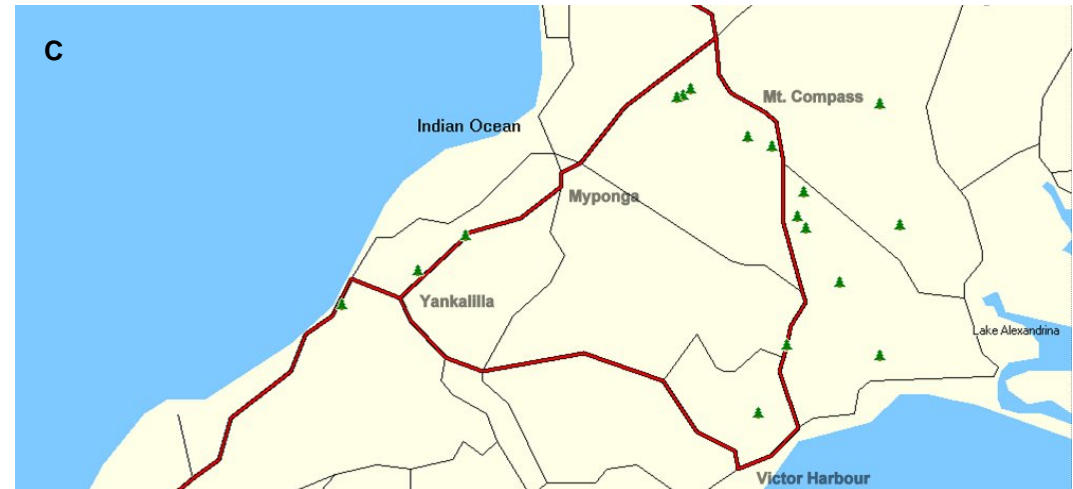 C
Mt. Compass
Indian Ocean
Myponga
Yankalilla
Lake Alexandrina
Victor Harbour